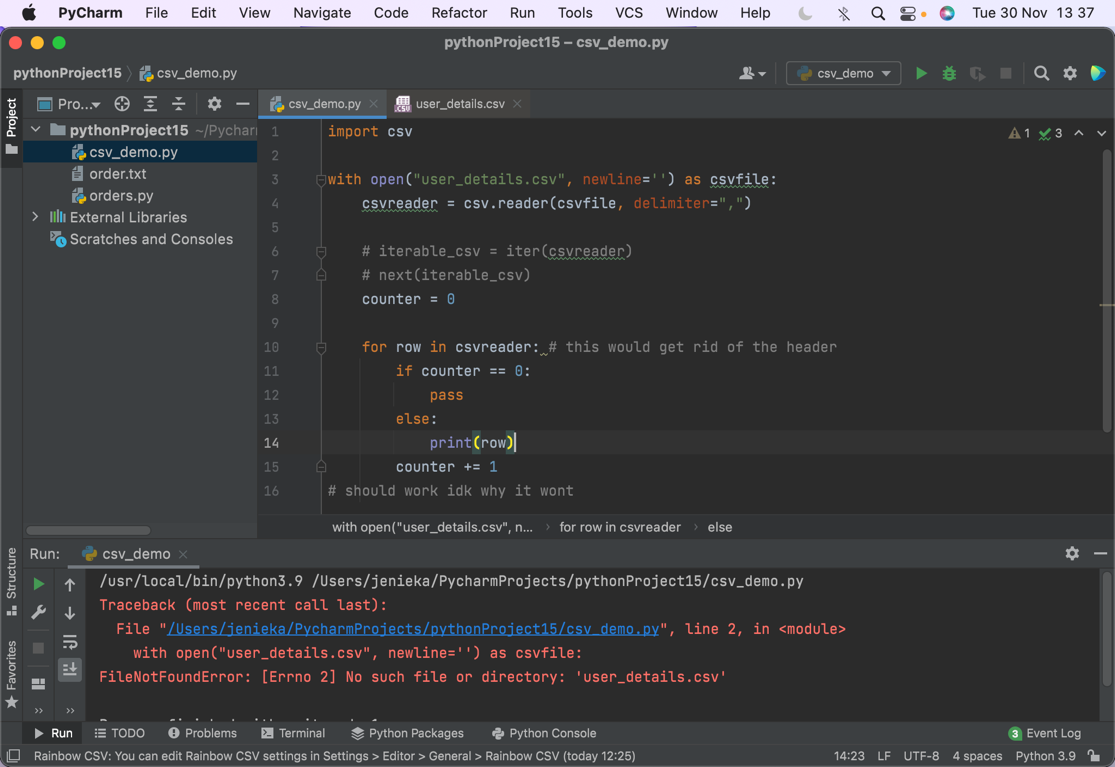 PyCharm File Edit View Navigate Code Refactor Run Tools VCS Window Help Tue 30 Nov 13 37
pythonProject15 – csv_demo.py
pythonProject15 csv_demo.py csv_demo
Project Pro... csv_demo.py user_details.csv
pythonProject15 ~/Pychar
csv_demo.py
order.txt
orders.py
External Libraries
Scratches and Consoles
1 3
1 import csv
2
3 with open("user_details.csv", newline='') as csvfile:
4 csvreader = csv.reader(csvfile, delimiter=",")
5
6 # iterable_csv = iter(csvreader)
7 # next(iterable_csv)
8 counter = 0
9
10 for row in csvreader: # this would get rid of the header
11 if counter == 0:
12 pass
13 else:
14 print(row)
15 counter += 1
16 # should work idk why it wont
with open("user_details.csv", n... › for row in csvreader › else
Run: csv_demo
Structure
Favorites
/usr/local/bin/python3.9 /Users/jenieka/PycharmProjects/pythonProject15/csv_demo.py
Traceback (most recent call last):
File "/Users/jenieka/PycharmProjects/pythonProject15/csv_demo.py", line 2, in <module>
with open("user_details.csv", newline='') as csvfile:
FileNotFoundError: [Errno 2] No such file or directory: 'user_details.csv'
Run TODO Problems Terminal Python Packages Python Console 3 Event Log
Rainbow CSV: You can edit Rainbow CSV settings in Settings > Editor > General > Rainbow CSV (today 12:25) 14:23 LF UTF-8 4 spaces Python 3.9